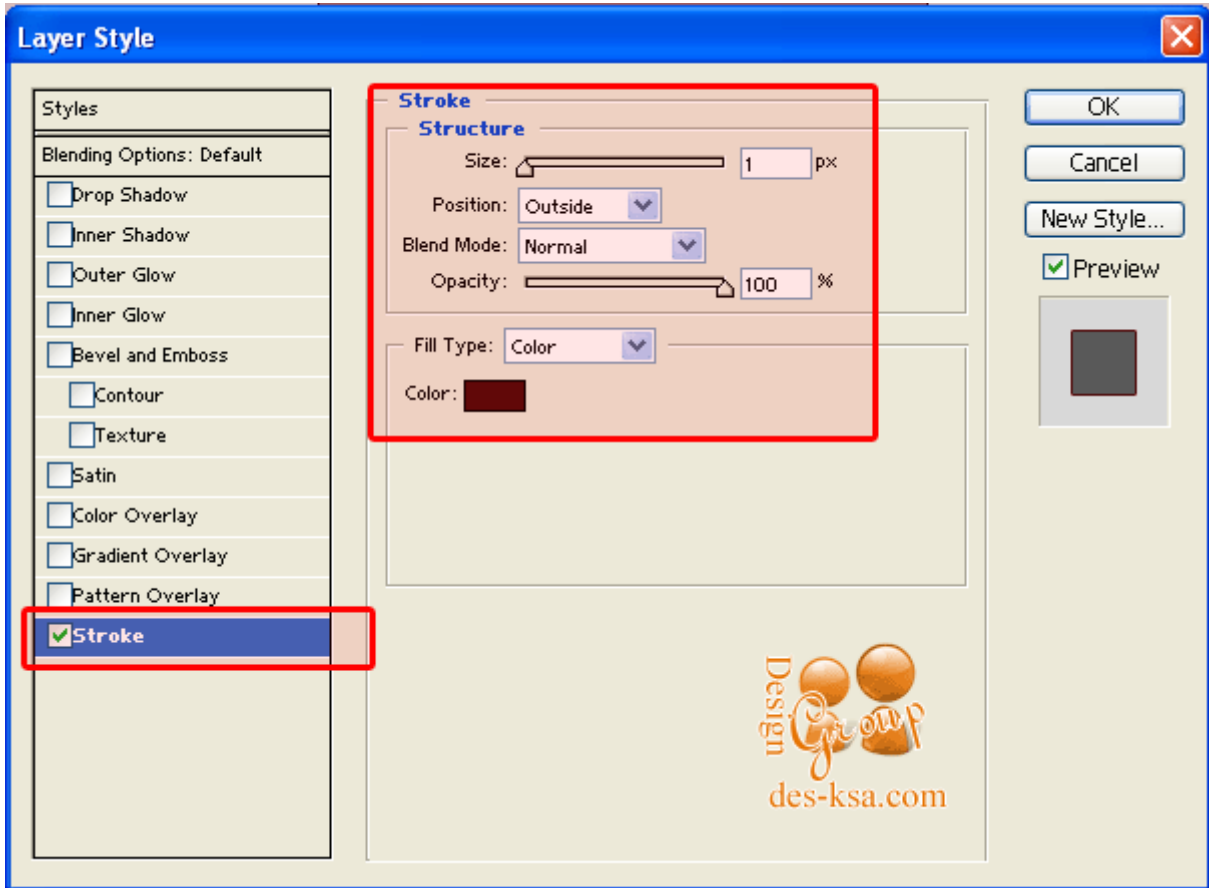 Layer Style
Styles
Blending Options: Default
Drop Shadow
Inner Shadow
Outer Glow
Inner Glow
Bevel and Emboss
Contour
Texture
Satin
Color Overlay
Gradient Overlay
Pattern Overlay
Stroke
Stroke
Structure
Size: 1 px
Position: Outside
Blend Mode: Normal
Opacity: 100 %
Fill Type: Color
Color:
OK
Cancel
New Style...
Preview
Design
Group
des-ksa.com